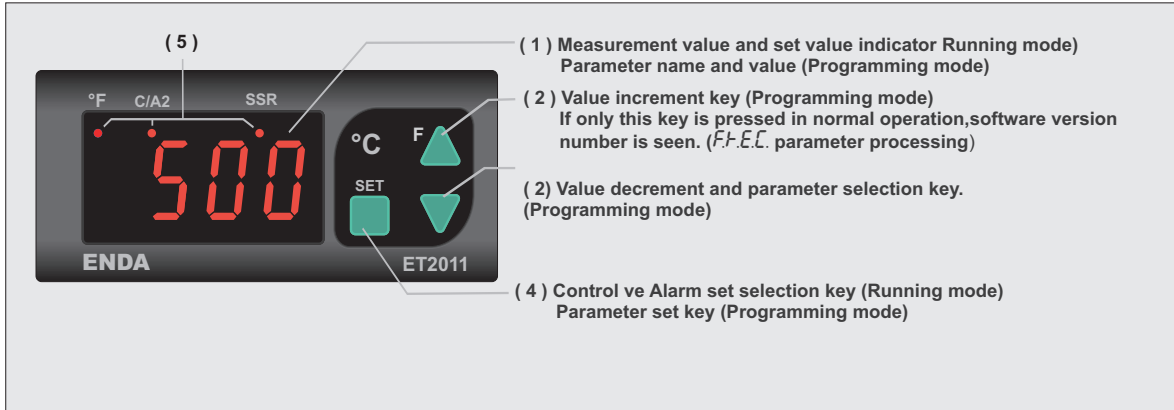 ( 5 )
( 1 ) Measurement value and set value indicator Running mode)
Parameter name and value (Programming mode)
°F C/A2 SSR
500
°C
F
SET
ENDA
ET2011
( 2 ) Value increment key (Programming mode)
If only this key is pressed in normal operation,software version
number is seen. (F.r.E.C. parameter processing)
(2) Value decrement and parameter selection key.
(Programming mode)
( 4 ) Control ve Alarm set selection key (Running mode)
Parameter set key (Programming mode)